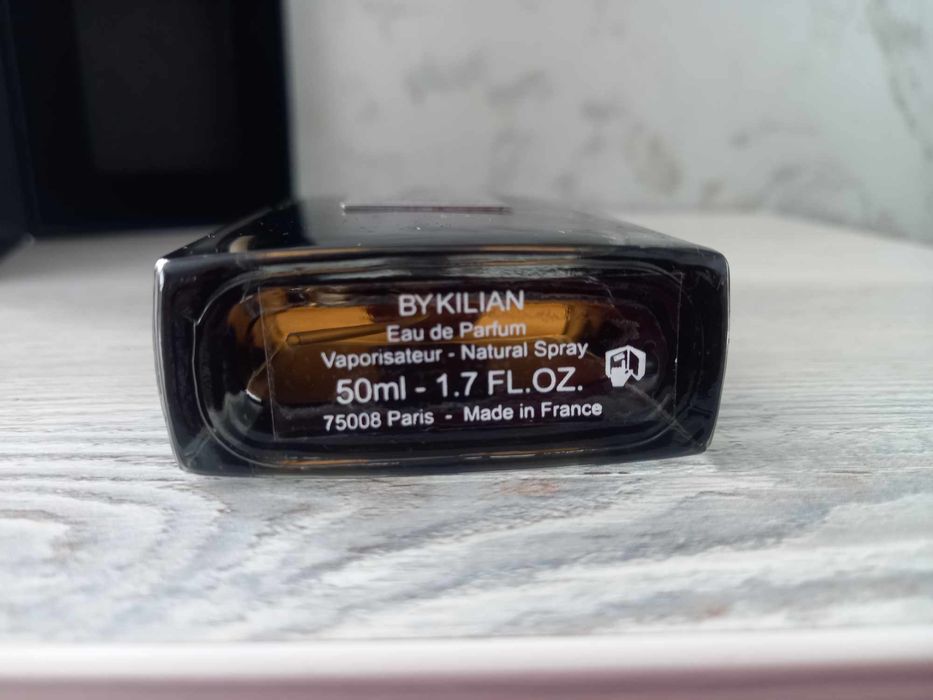 BY KILIAN
Eau de Parfum
Vaporisateur - Natural Spray
50ml - 1.7 FL.OZ.
75008 Paris - Made in France